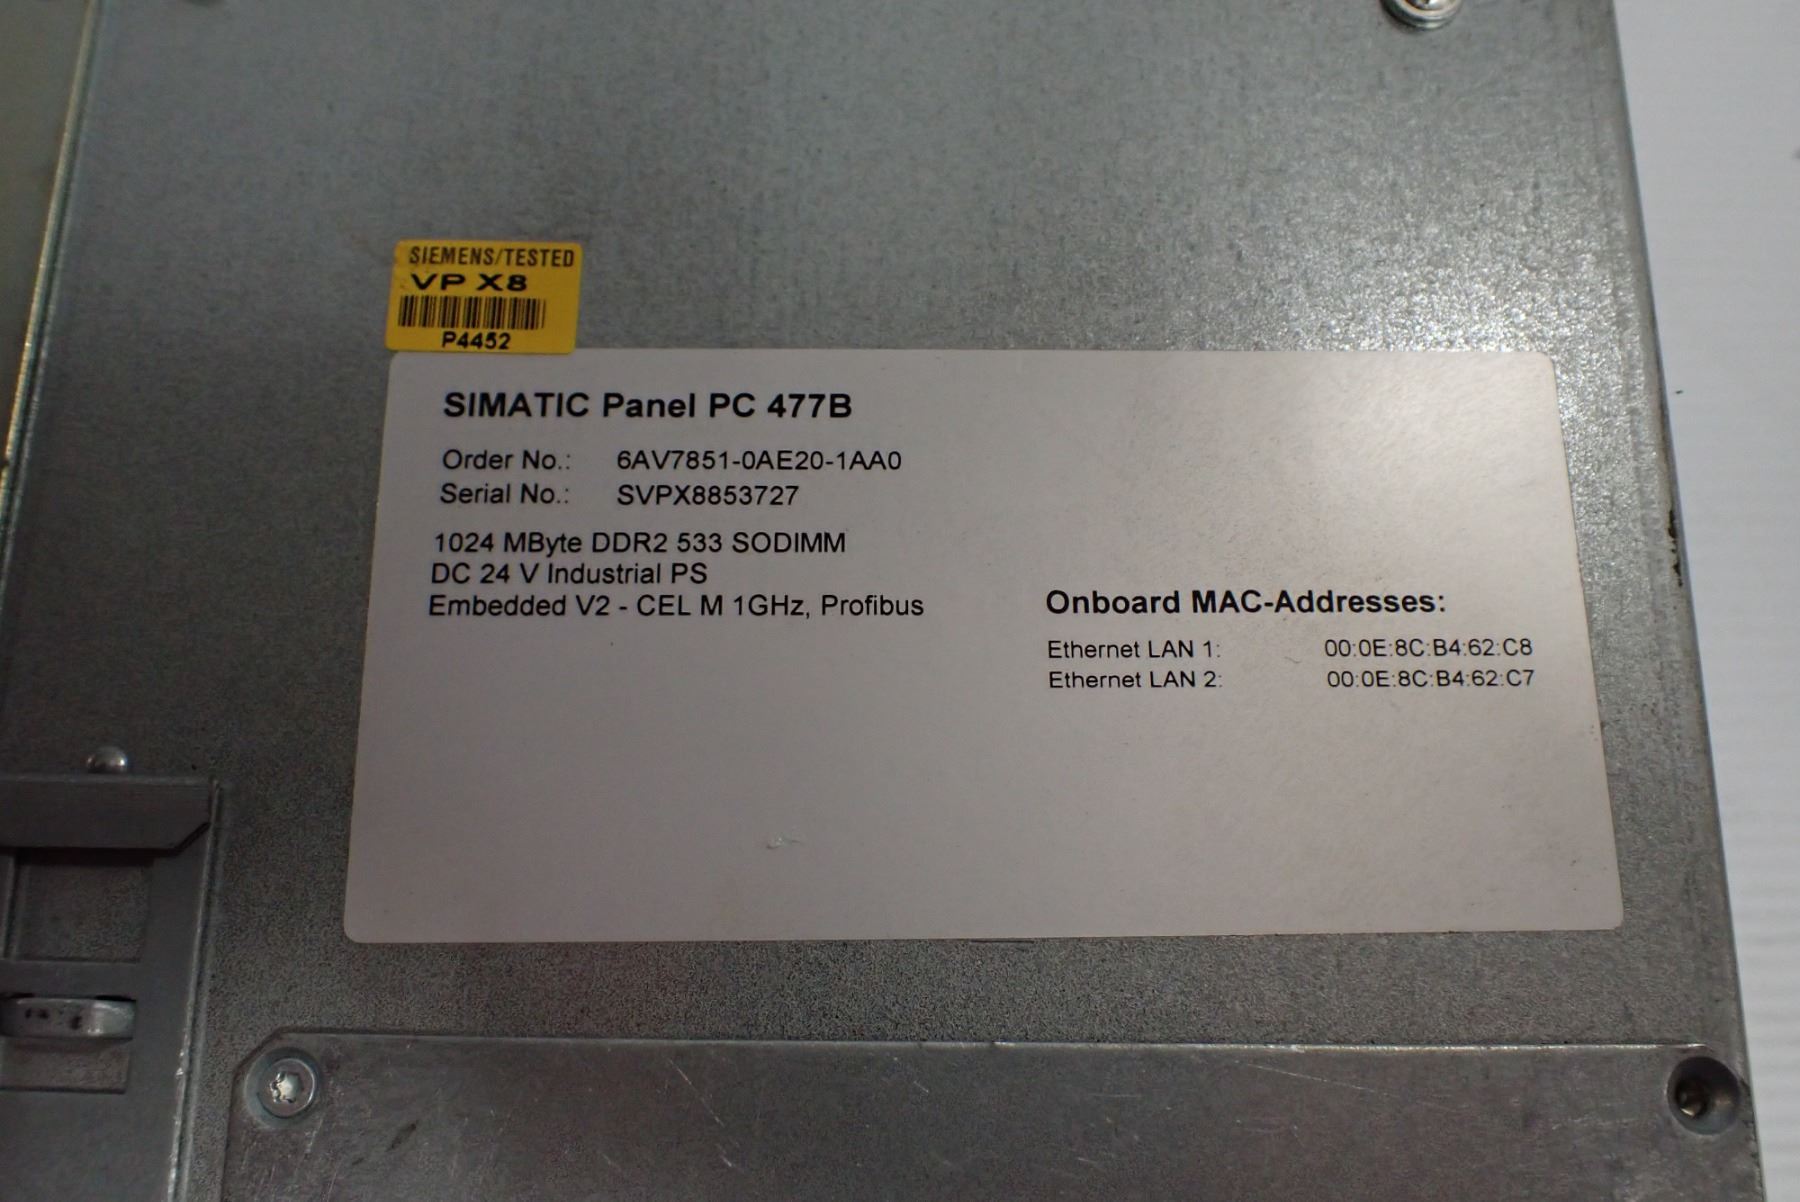 SIEMENS/TESTED
VP X8
P4452
SIMATIC Panel PC 477B
Order No.: 6AV7851-0AE20-1AA0
Serial No.: SVPX8853727
1024 MByte DDR2 533 SODIMM
DC 24 V Industrial PS
Embedded V2 - CEL M 1GHz, Profibus
Onboard MAC-Addresses:
Ethernet LAN 1: 00:0E:8C:B4:62:C8
Ethernet LAN 2: 00:0E:8C:B4:62:C7